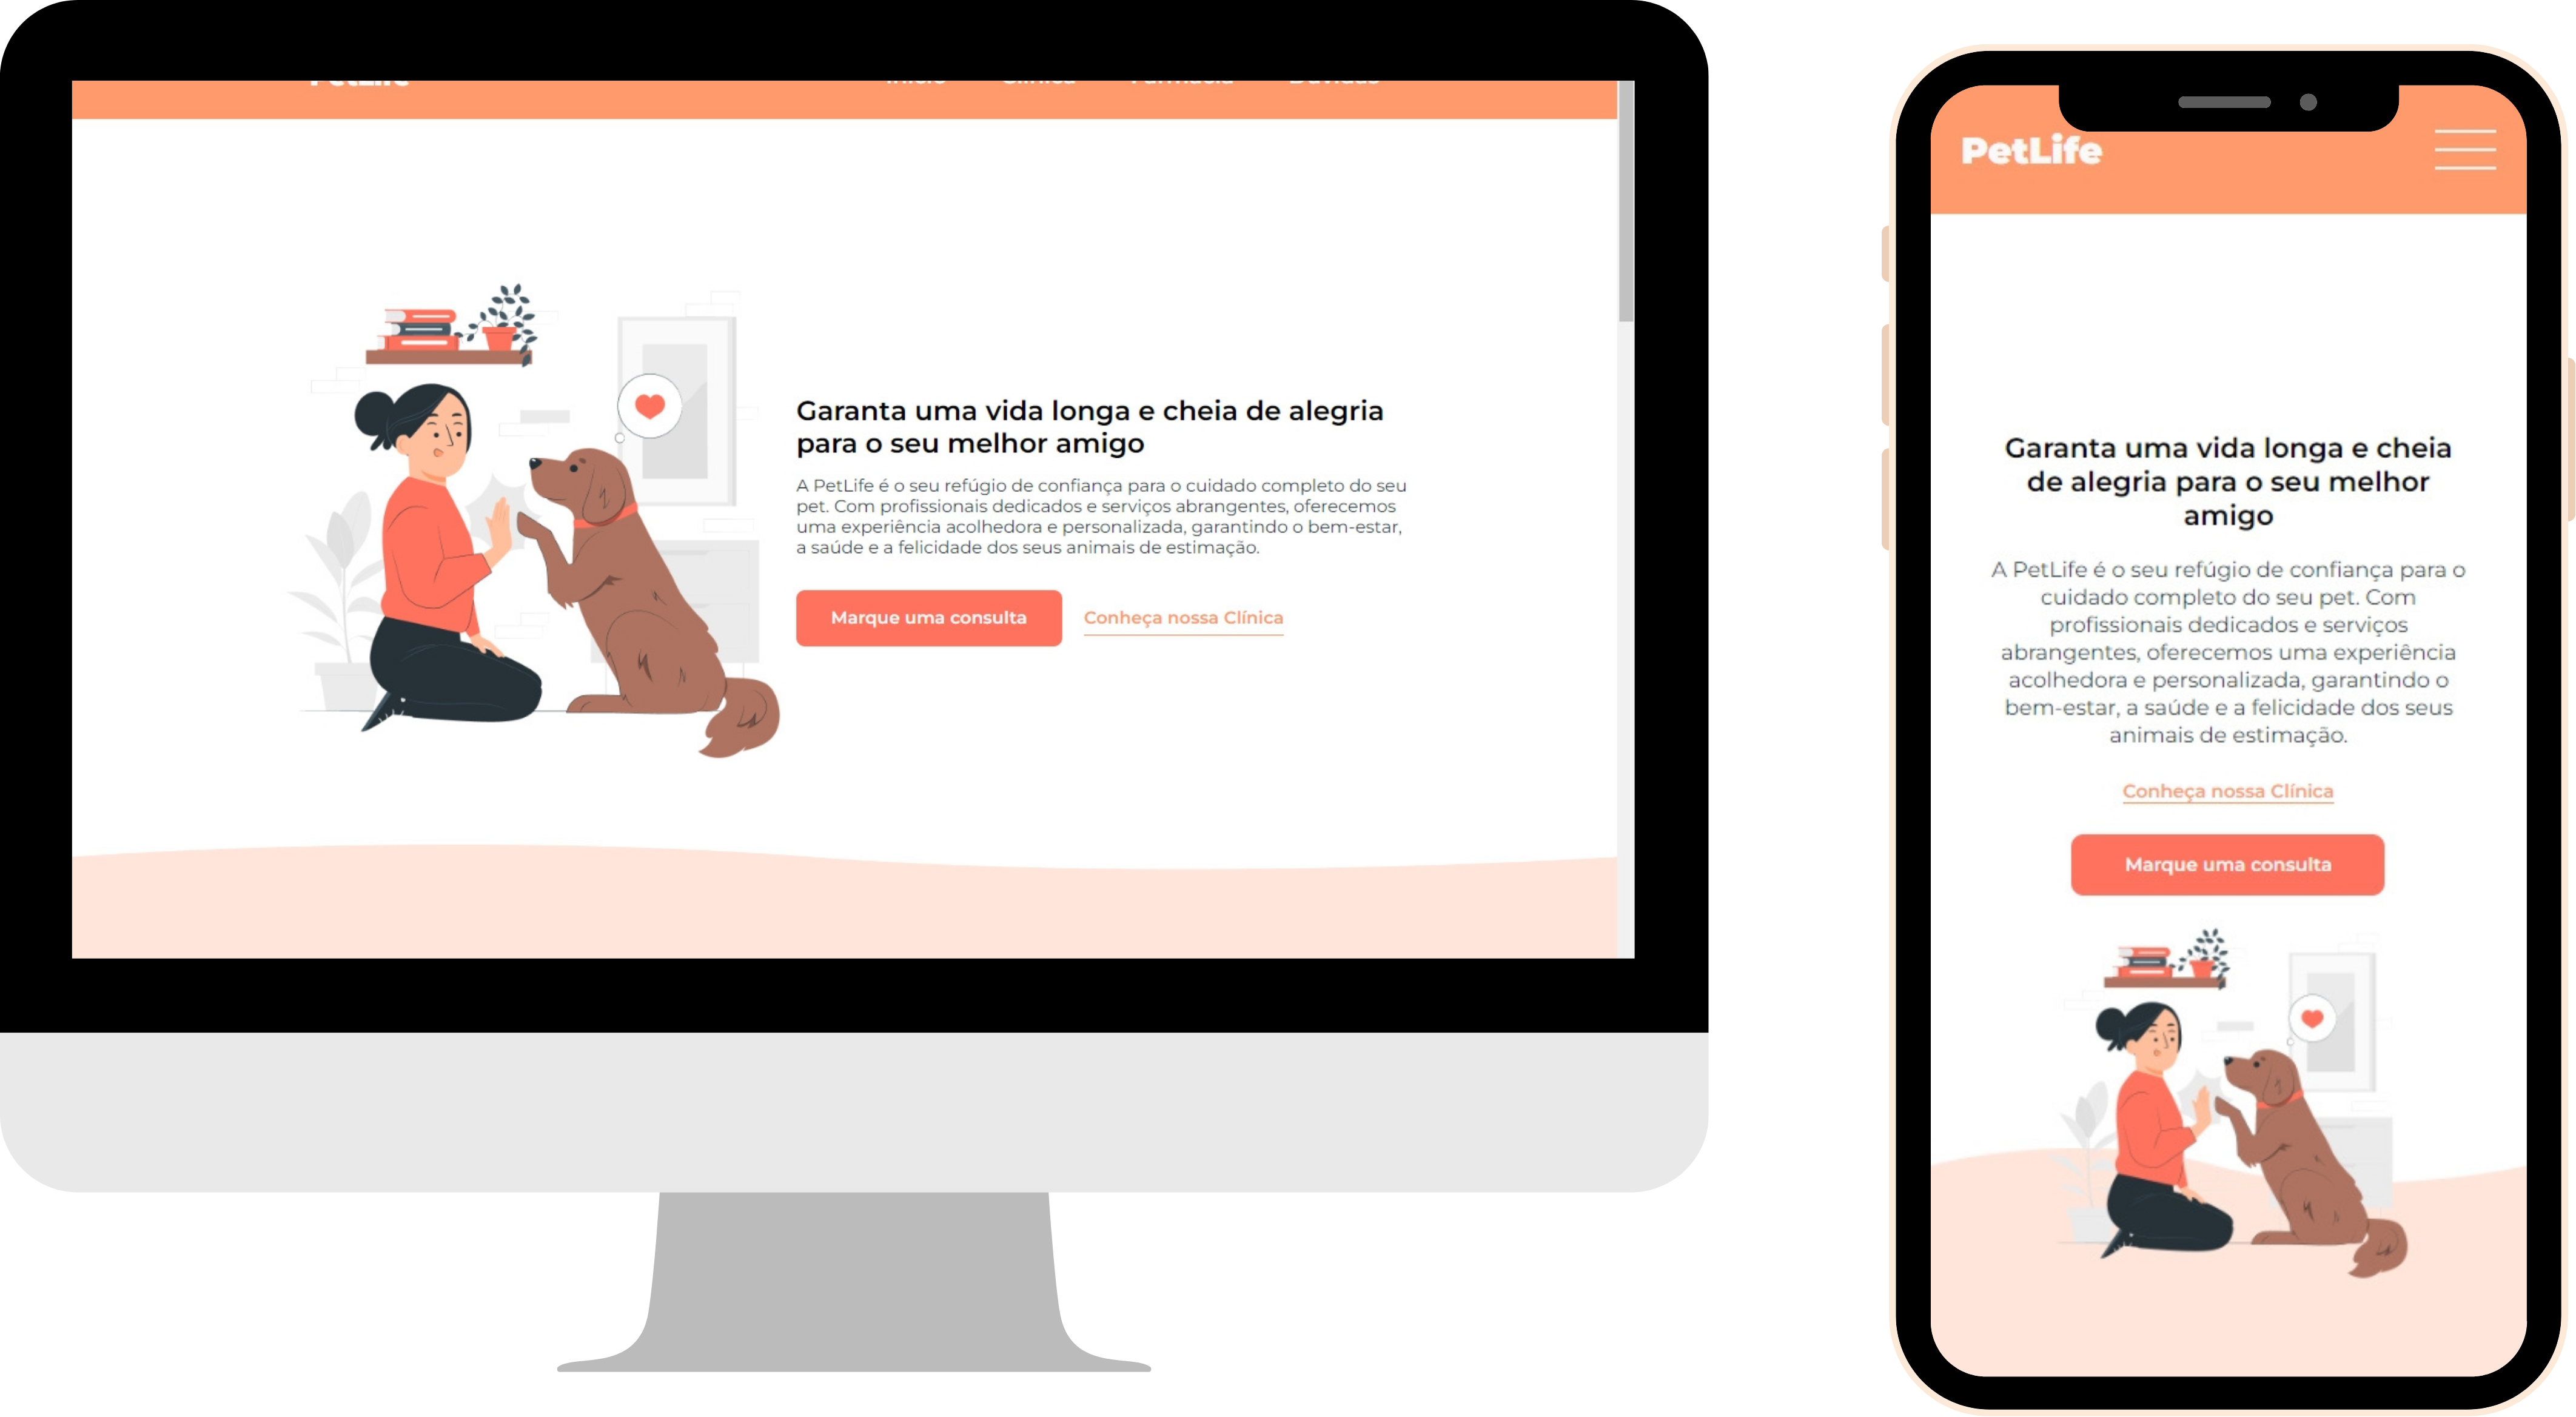 PetLife Início Clínica Farmácia Dúvidas
Garanta uma vida longa e cheia de alegria
para o seu melhor amigo
A PetLife é o seu refúgio de confiança para o cuidado completo do seu
pet. Com profissionais dedicados e serviços abrangentes, oferecemos
uma experiência acolhedora e personalizada, garantindo o bem-estar,
a saúde e a felicidade dos seus animais de estimação.
Marque uma consulta Conheça nossa Clínica
PetLife
Garanta uma vida longa e cheia
de alegria para o seu melhor
amigo
A PetLife é o seu refúgio de confiança para o
cuidado completo do seu pet. Com
profissionais dedicados e serviços
abrangentes, oferecemos uma experiência
acolhedora e personalizada, garantindo o
bem-estar, a saúde e a felicidade dos seus
animais de estimação.
Conheça nossa Clínica
Marque uma consulta